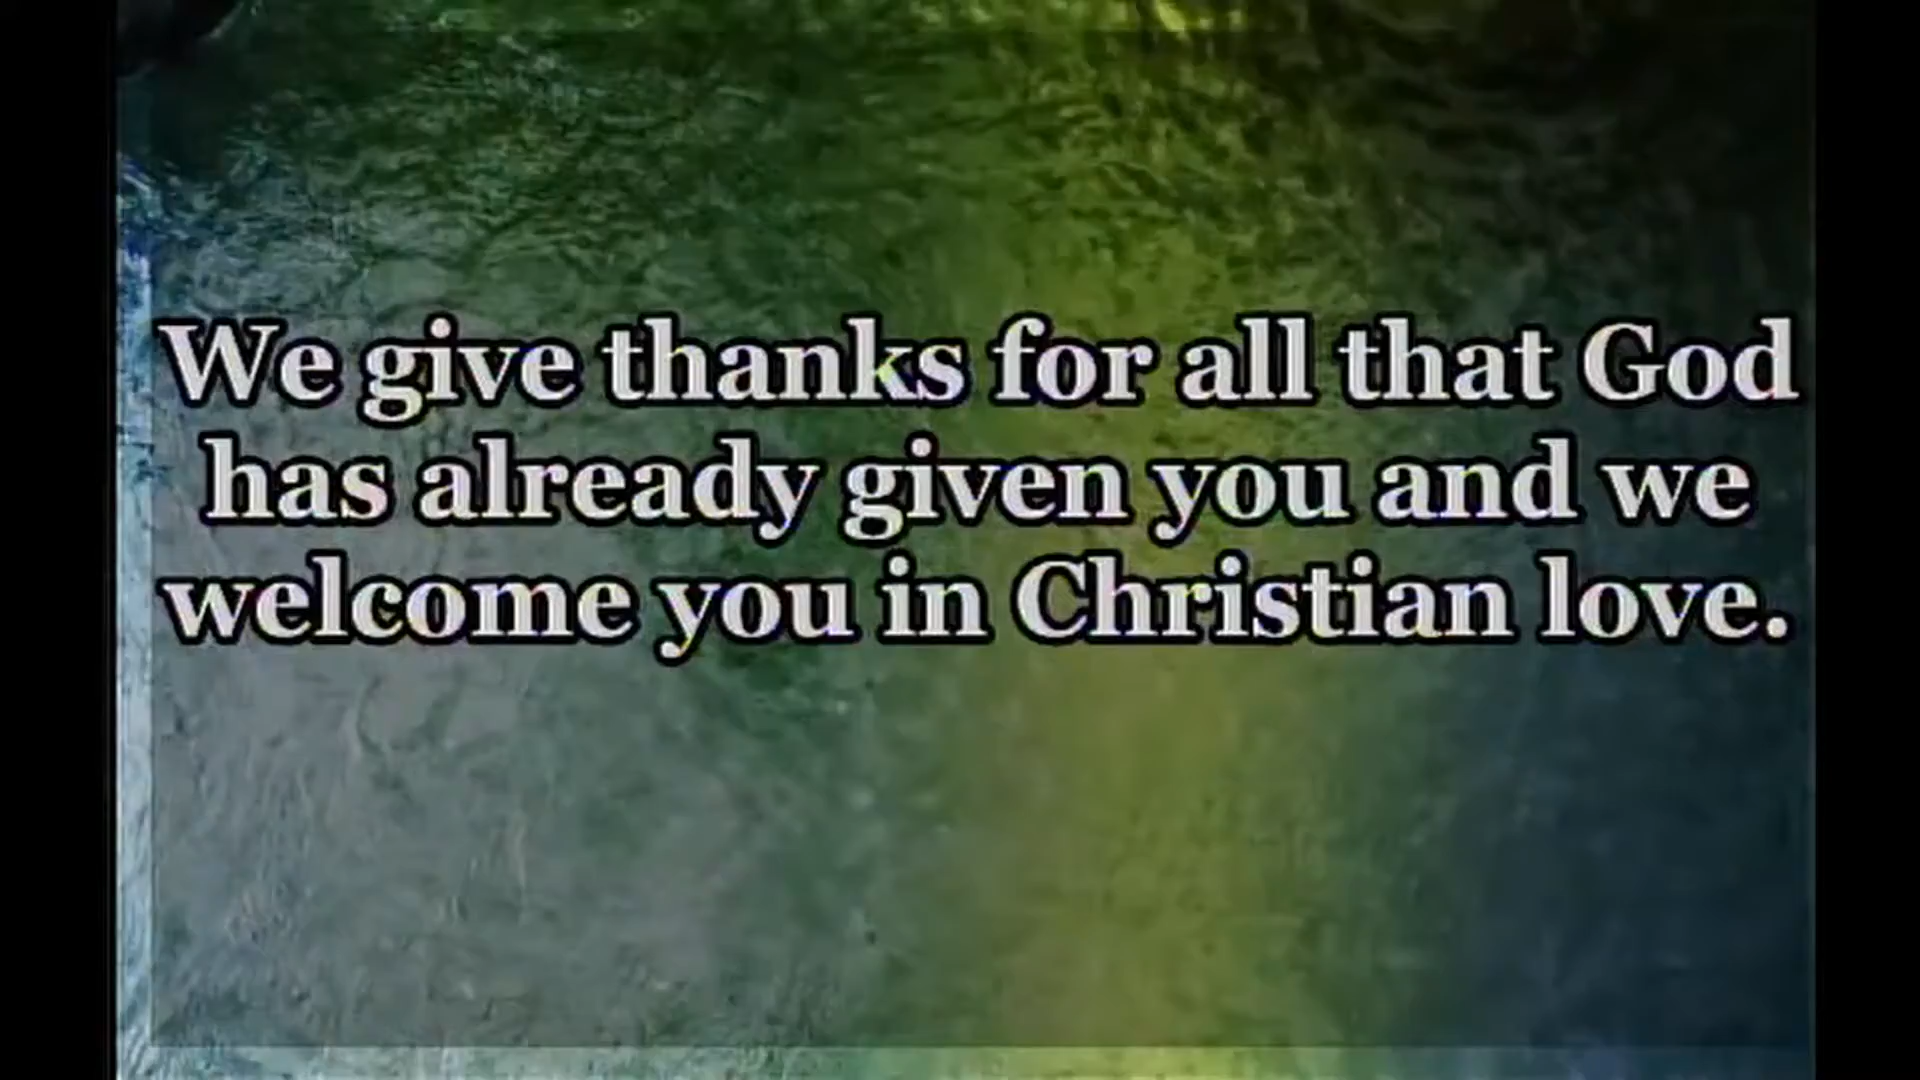 We give thanks for all that God
has already given you and we
welcome you in Christian love.